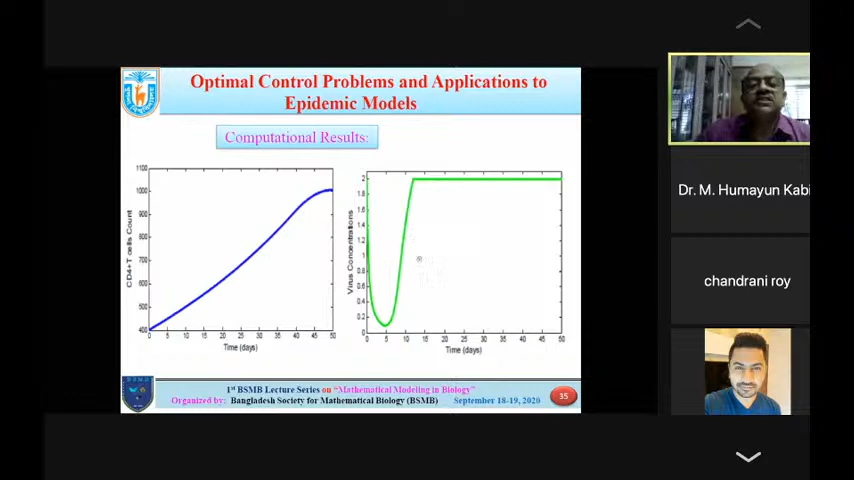 Optimal Control Problems and Applications to
Epidemic Models
Computational Results:
1100
1000
900
800
700
600
500
400
CD4+T cells Count
0 5 10 15 20 25 30 35 40 45 50
Time (days)
2
1.8
1.6
1.4
1.2
1
0.8
0.6
0.4
0.2
0
Virus Concentrations
0 5 10 15 20 25 30 35 40 45 50
Time (days)
1st BSMB Lecture Series on "Mathematical Modeling in Biology"
Organized by: Bangladesh Society for Mathematical Biology (BSMB) September 18-19, 2020
35
Dr. M. Humayun Kabi
chandrani roy